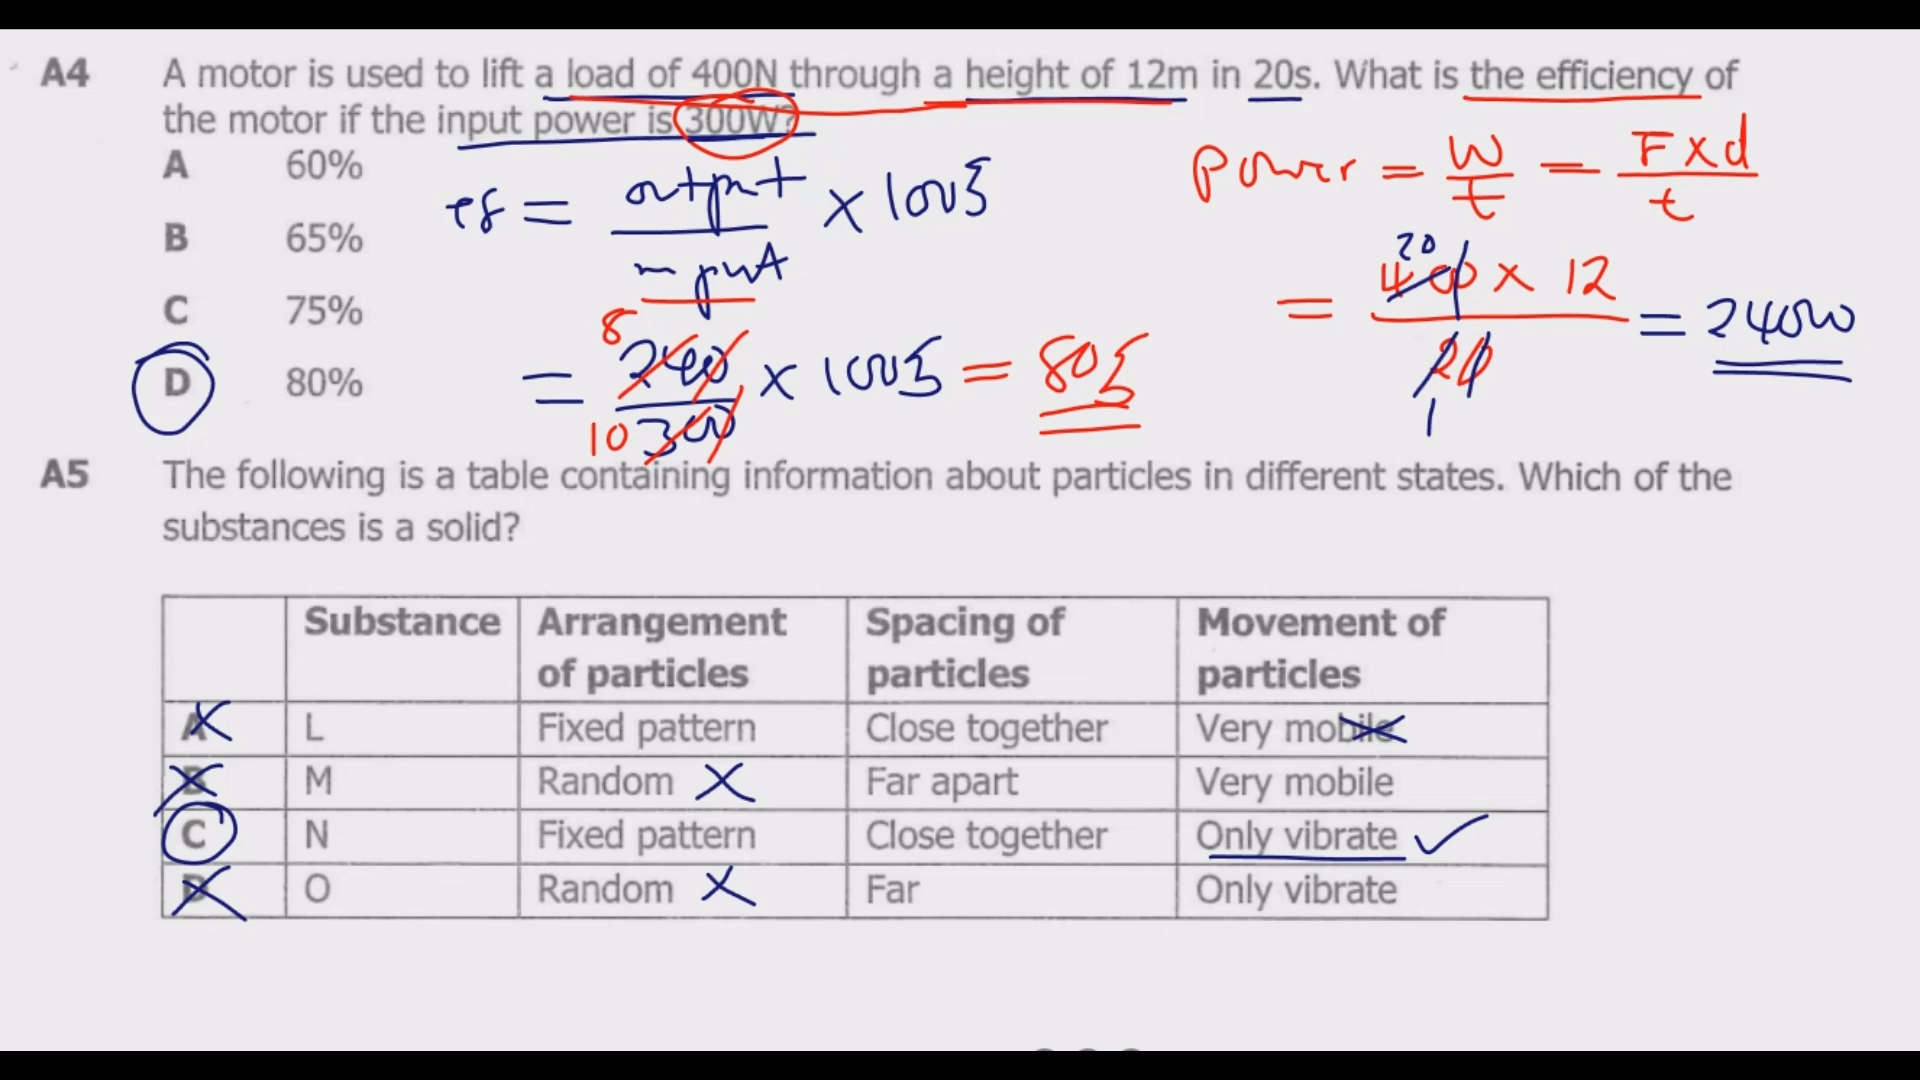 A4 A motor is used to lift a load of 400N through a height of 12m in 20s. What is the efficiency of
the motor if the input power is 300W?
A 60%
B 65%
C 75%
D 80%
= output / input × 100%
= 240 / 300 × 100% = 80%
8
10
Power = W / t = F x d / t
= 400 x 12 / 20 = 240W
20
1
A5 The following is a table containing information about particles in different states. Which of the
substances is a solid?
Substance Arrangement of particles Spacing of particles Movement of particles
A L Fixed pattern Close together Very mobile
B M Random Far apart Very mobile
C N Fixed pattern Close together Only vibrate
D O Random Far Only vibrate